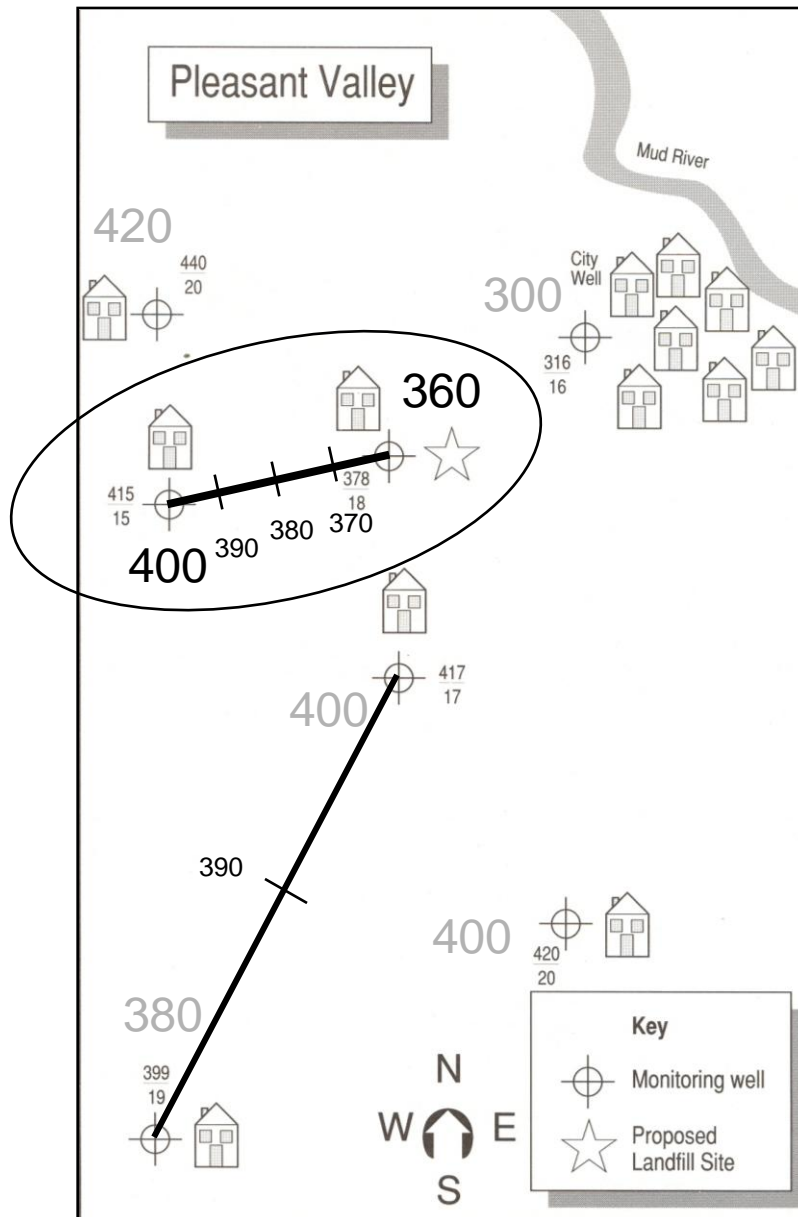 Pleasant Valley
Mud River
420
440
20
City
Well
300
316
16
360
415
15
378
18
400
390
380
370
417
17
400
390
400
420
20
380
399
19
N
W E
S
Key
Monitoring well
Proposed
Landfill Site